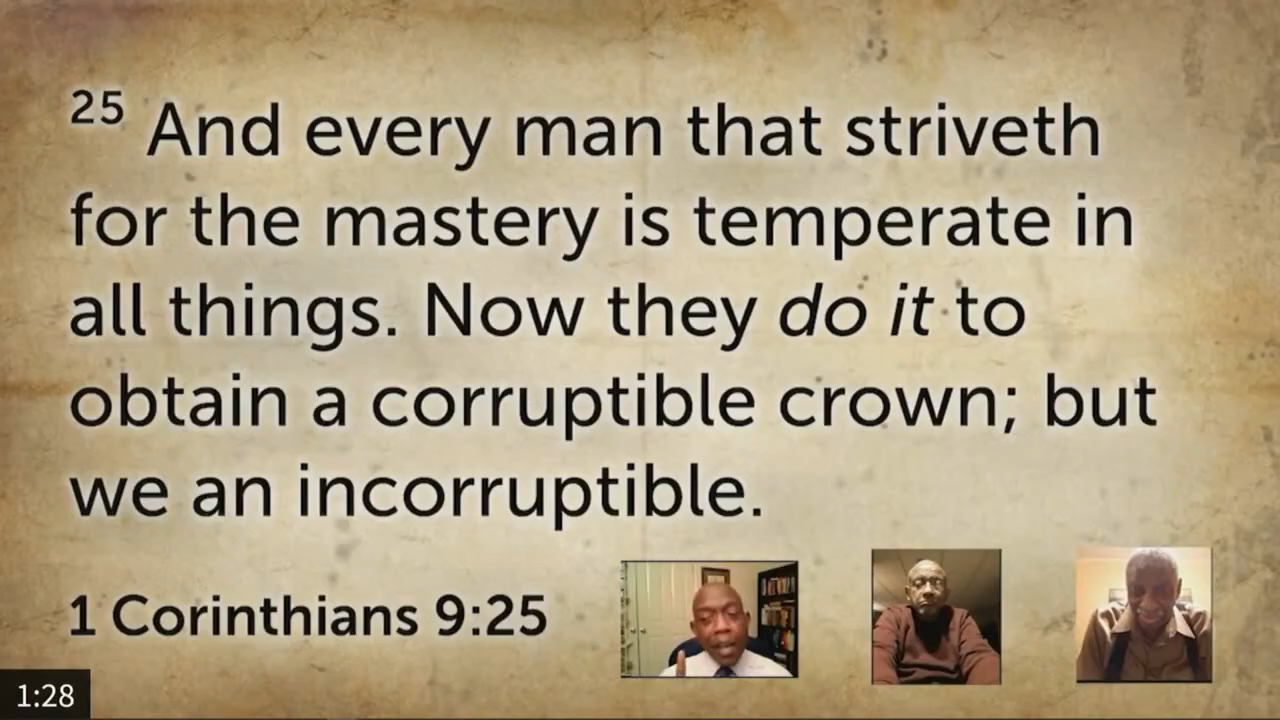 25 And every man that striveth
for the mastery is temperate in
all things. Now they do it to
obtain a corruptible crown; but
we an incorruptible.
1 Corinthians 9:25
1:28